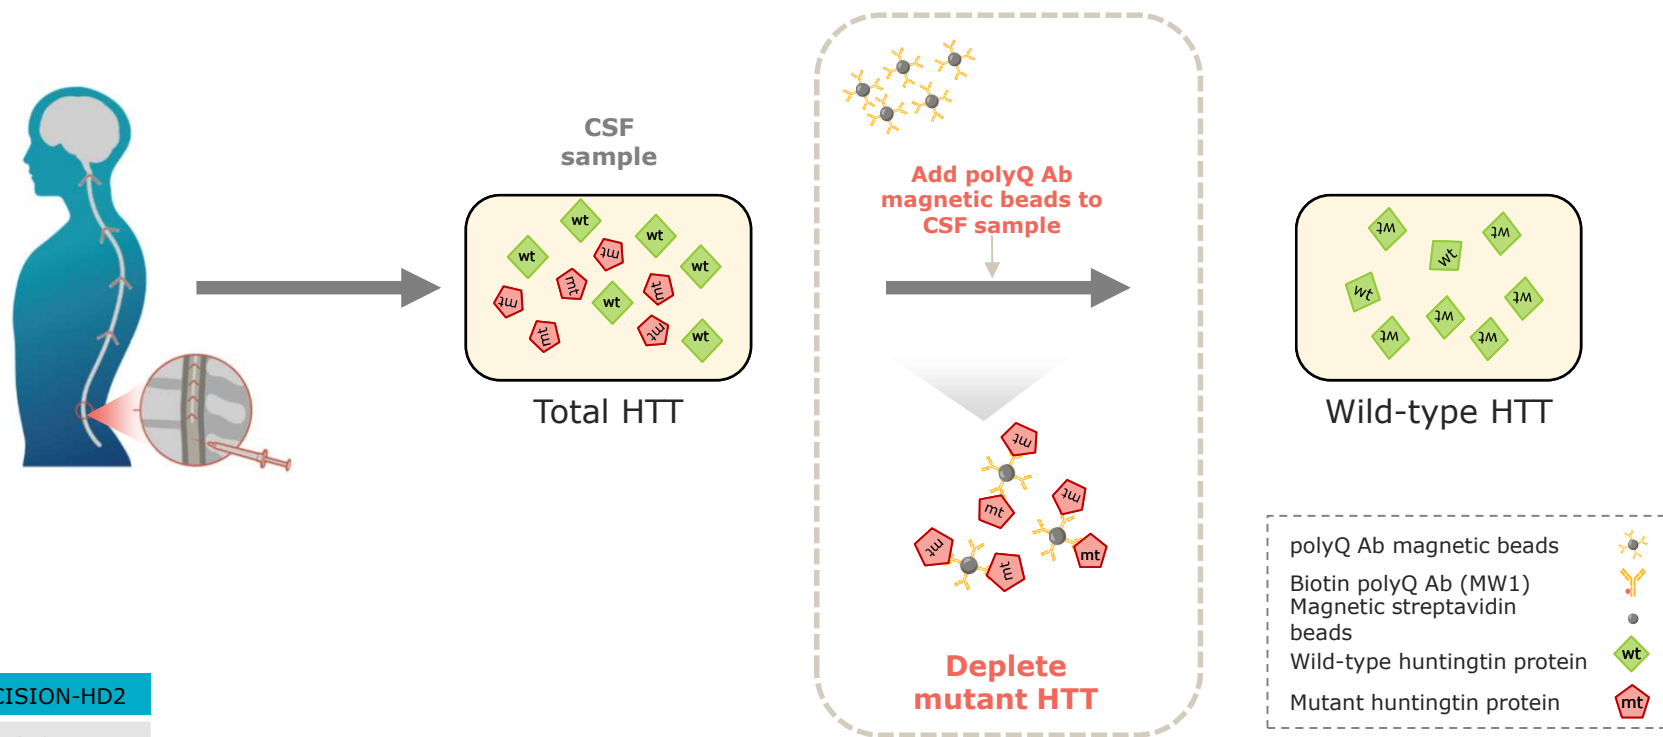 CSF
sample
wt
wt
wt
wt
wt
wt
mt
mt
mt
mt
mt
mt
Total HTT
Add polyQ Ab
magnetic beads to
CSF sample
mt
mt
mt
mt
mt
mt
Deplete
mutant HTT
wt
wt
wt
wt
wt
wt
wt
wt
Wild-type HTT
polyQ Ab magnetic beads
Biotin polyQ Ab (MW1)
Magnetic streptavidin
beads
Wild-type huntingtin protein
wt
Mutant huntingtin protein
mt
CISION-HD2